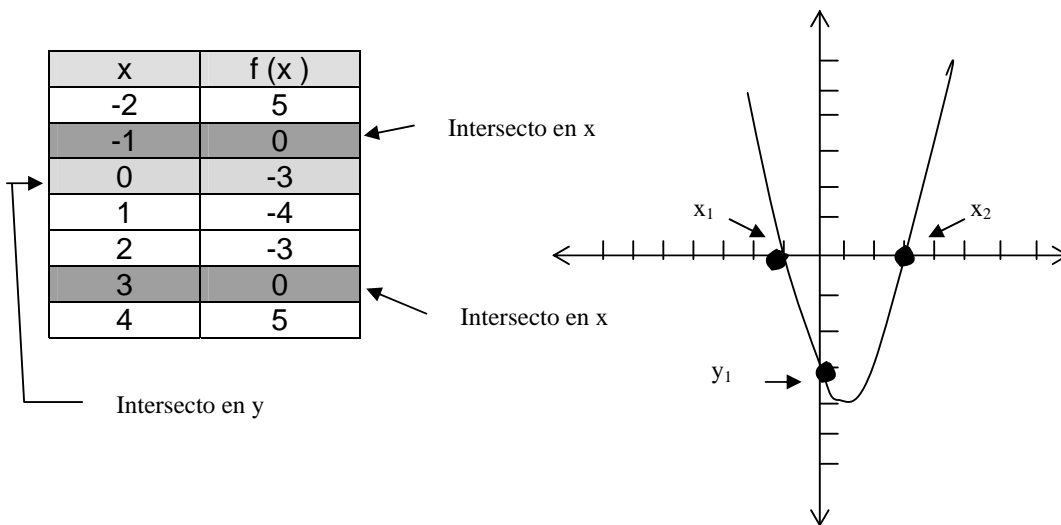 x f (x )
-2 5
-1 0
0 -3
1 -4
2 -3
3 0
4 5
Intersecto en x
Intersecto en x
Intersecto en y
x1
x2
y1